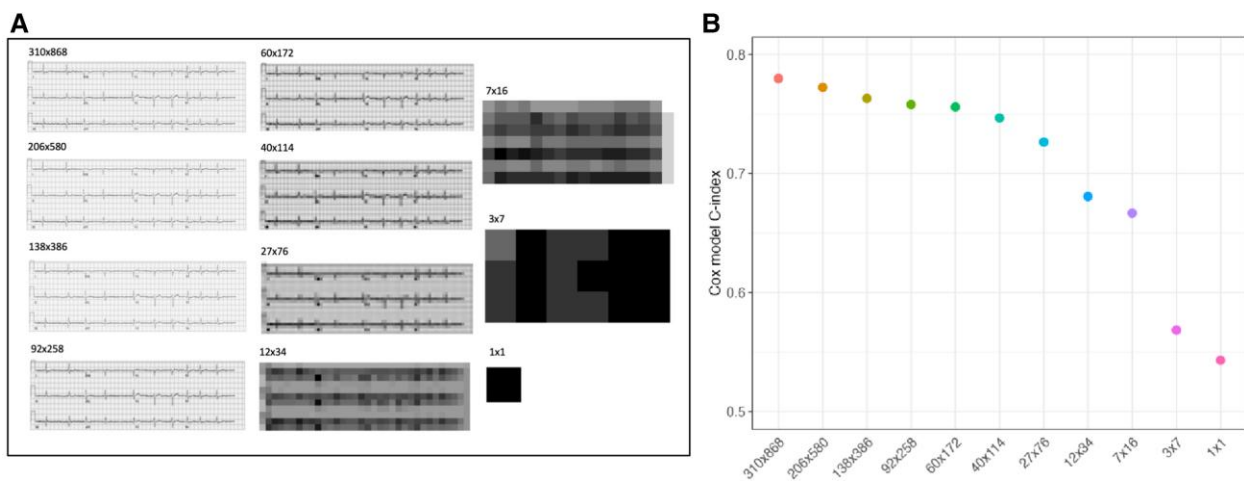 A
310x868
60x172
7x16
206x580
40x114
3x7
138x386
27x76
92x258
12x34
1x1
B
Cox model C-index
0.8
0.7
0.6
0.5
310x868
206x580
138x386
92x258
60x172
40x114
27x76
12x34
7x16
3x7
1x1